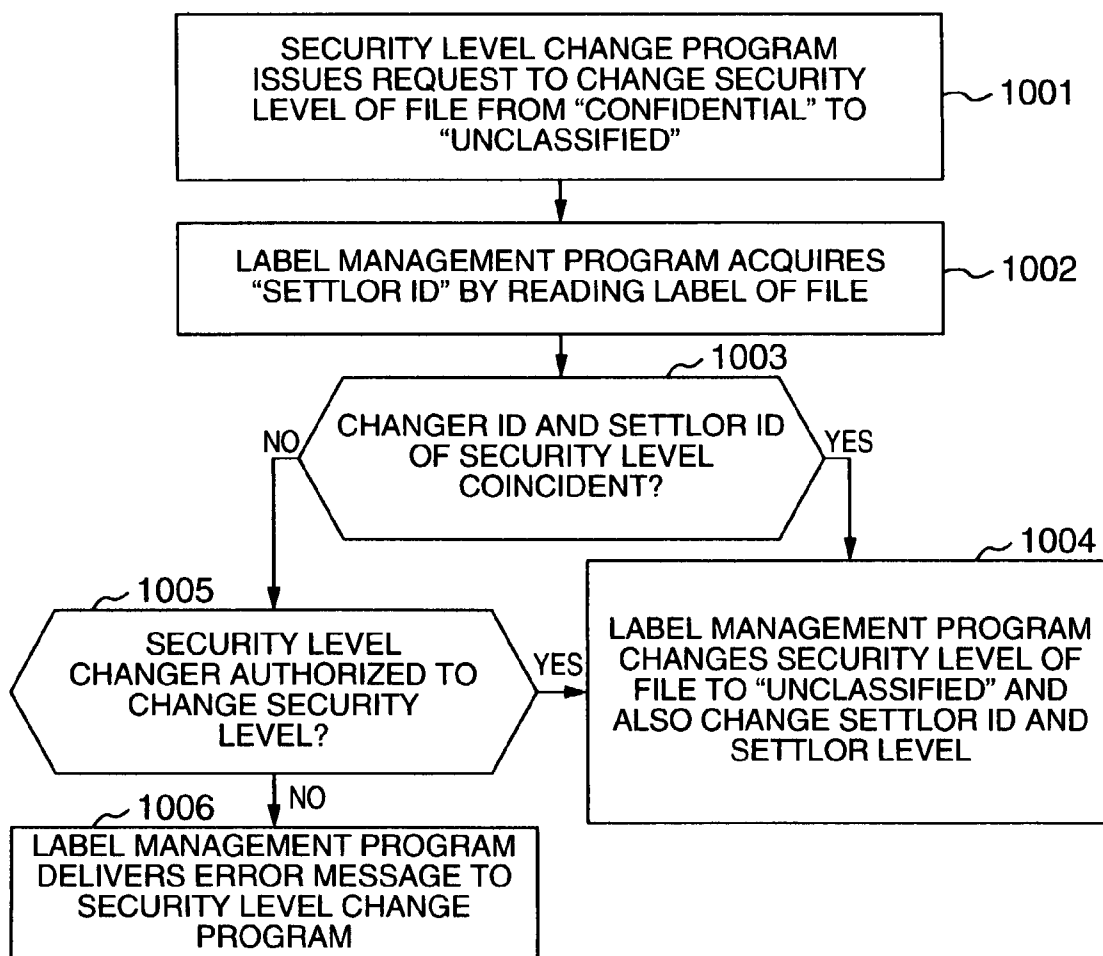 SECURITY LEVEL CHANGE PROGRAM
ISSUES REQUEST TO CHANGE SECURITY
LEVEL OF FILE FROM “CONFIDENTIAL” TO
“UNCLASSIFIED”
1001
LABEL MANAGEMENT PROGRAM ACQUIRES
“SETTLOR ID” BY READING LABEL OF FILE
1002
1003
CHANGER ID AND SETTLOR ID
OF SECURITY LEVEL
COINCIDENT?
NO
YES
1004
LABEL MANAGEMENT PROGRAM
CHANGES SECURITY LEVEL OF
FILE TO “UNCLASSIFIED” AND
ALSO CHANGE SETTLOR ID AND
SETTLOR LEVEL
1005
SECURITY LEVEL
CHANGER AUTHORIZED TO
CHANGE SECURITY
LEVEL?
YES
NO
1006
LABEL MANAGEMENT PROGRAM
DELIVERS ERROR MESSAGE TO
SECURITY LEVEL CHANGE
PROGRAM